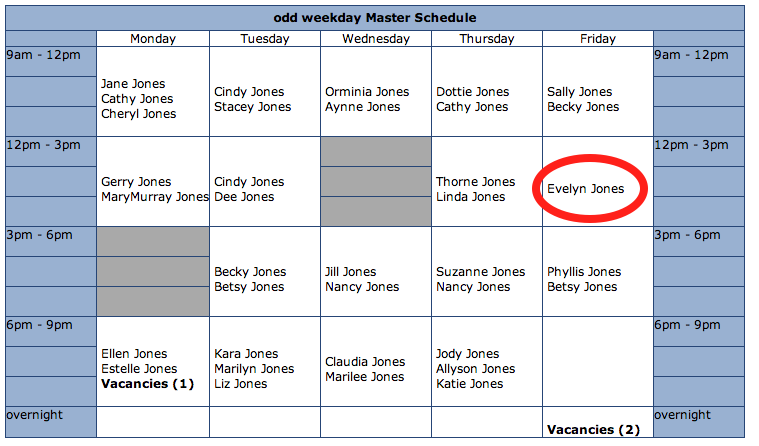 odd weekday Master Schedule
Monday Tuesday Wednesday Thursday Friday
9am - 12pm 9am - 12pm
Jane Jones
Cathy Jones
Cheryl Jones
Cindy Jones
Stacey Jones
Orminia Jones
Aynne Jones
Dottie Jones
Cathy Jones
Sally Jones
Becky Jones
12pm - 3pm 12pm - 3pm
Gerry Jones
MaryMurray Jones
Cindy Jones
Dee Jones
Thorne Jones
Linda Jones
Evelyn Jones
3pm - 6pm 3pm - 6pm
Becky Jones
Betsy Jones
Jill Jones
Nancy Jones
Suzanne Jones
Nancy Jones
Phyllis Jones
Betsy Jones
6pm - 9pm 6pm - 9pm
Ellen Jones
Estelle Jones
Vacancies (1)
Kara Jones
Marilyn Jones
Liz Jones
Claudia Jones
Marilee Jones
Jody Jones
Allyson Jones
Katie Jones
overnight overnight
Vacancies (2)